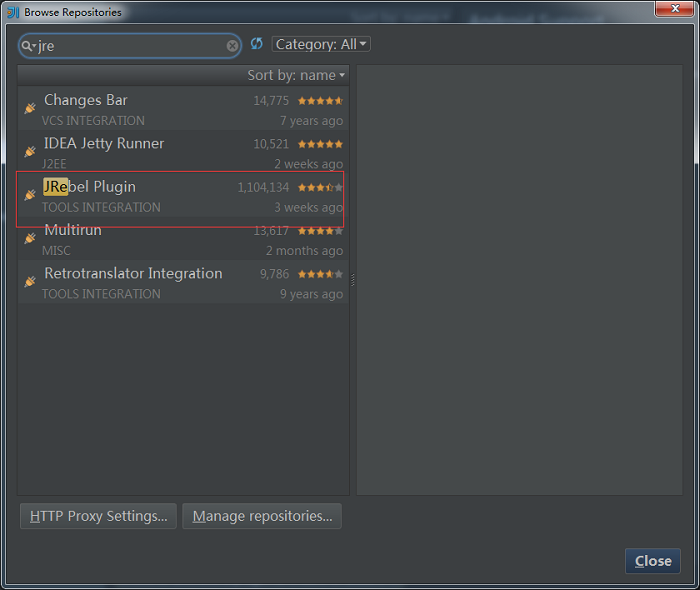 Browse Repositories
jre
Category: All
Sort by: name
Changes Bar 14,775
VCS INTEGRATION 7 years ago
IDEA Jetty Runner 10,521
J2EE 2 weeks ago
JRebel Plugin 1,104,134
TOOLS INTEGRATION 3 weeks ago
Multirun 13,617
MISC 2 months ago
Retrotranslator Integration 9,786
TOOLS INTEGRATION 9 years ago
HTTP Proxy Settings... Manage repositories...
Close